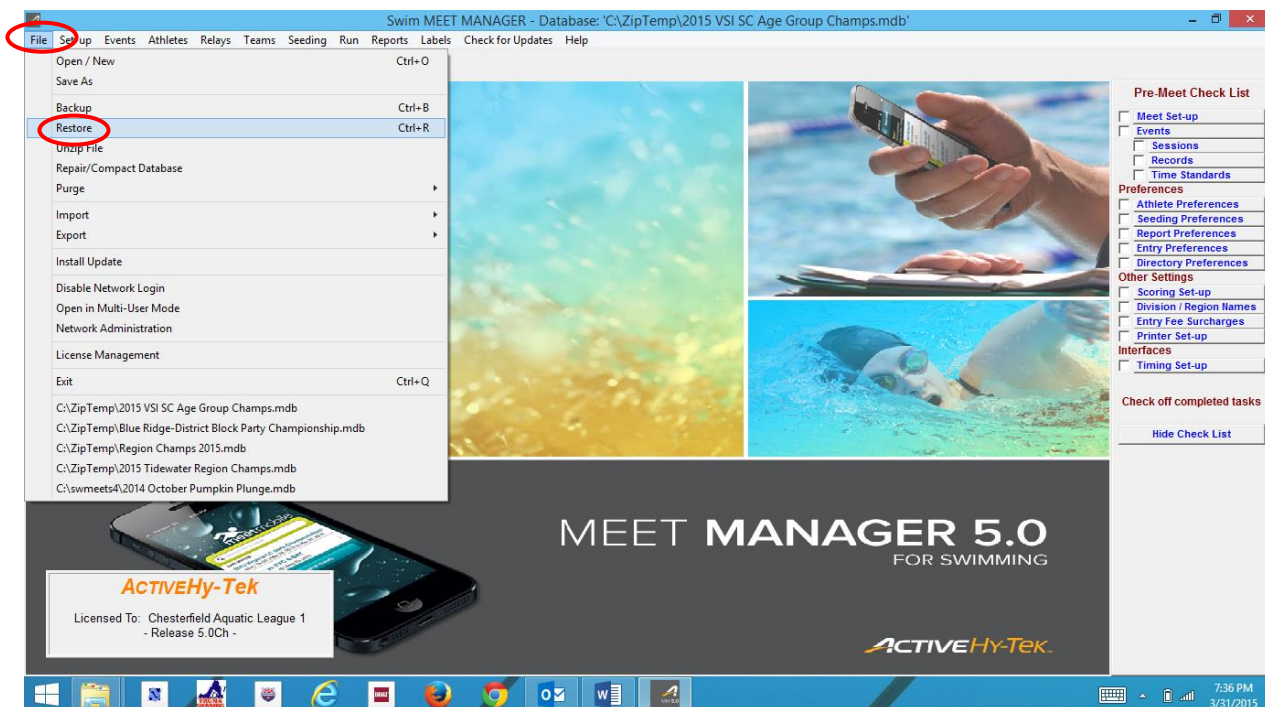 Swim MEET MANAGER - Database: 'C:\ZipTemp\2015 VSI SC Age Group Champs.mdb'
File Set-up Events Athletes Relays Teams Seeding Run Reports Labels Check for Updates Help
Open / New Ctrl+O
Save As
Backup Ctrl+B
Restore Ctrl+R
Unzip File
Repair/Compact Database
Purge
Import
Export
Install Update
Disable Network Login
Open in Multi-User Mode
Network Administration
License Management
Exit Ctrl+Q
C:\ZipTemp\2015 VSI SC Age Group Champs.mdb
C:\ZipTemp\Blue Ridge-District Block Party Championship.mdb
C:\ZipTemp\Region Champs 2015.mdb
C:\ZipTemp\2015 Tidewater Region Champs.mdb
C:\swmeets4\2014 October Pumpkin Plunge.mdb
Pre-Meet Check List
Meet Set-up
Events
Sessions
Records
Time Standards
Preferences
Athlete Preferences
Seeding Preferences
Report Preferences
Entry Preferences
Directory Preferences
Other Settings
Scoring Set-up
Division / Region Names
Entry Fee Surcharges
Printer Set-up
Interfaces
Timing Set-up
Check off completed tasks
Hide Check List
meetmobile
MEET MANAGER 5.0
FOR SWIMMING
ACTIVEHy-Tek
Licensed To: Chesterfield Aquatic League 1
- Release 5.0Ch -
ACTIVEHy-Tek
7:36 PM
3/31/2015